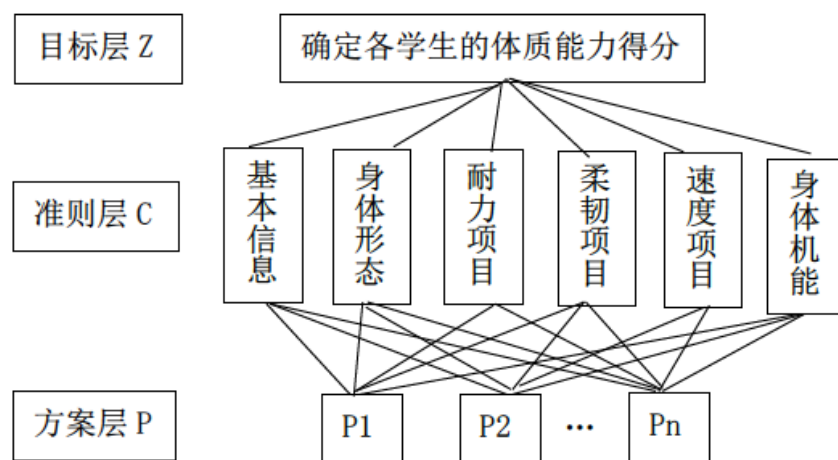 目标层 Z
确定各学生的体质能力得分
准则层 C
基本信息
身体形态
耐力项目
柔韧项目
速度项目
身体机能
方案层 P
P1
P2
…
Pn